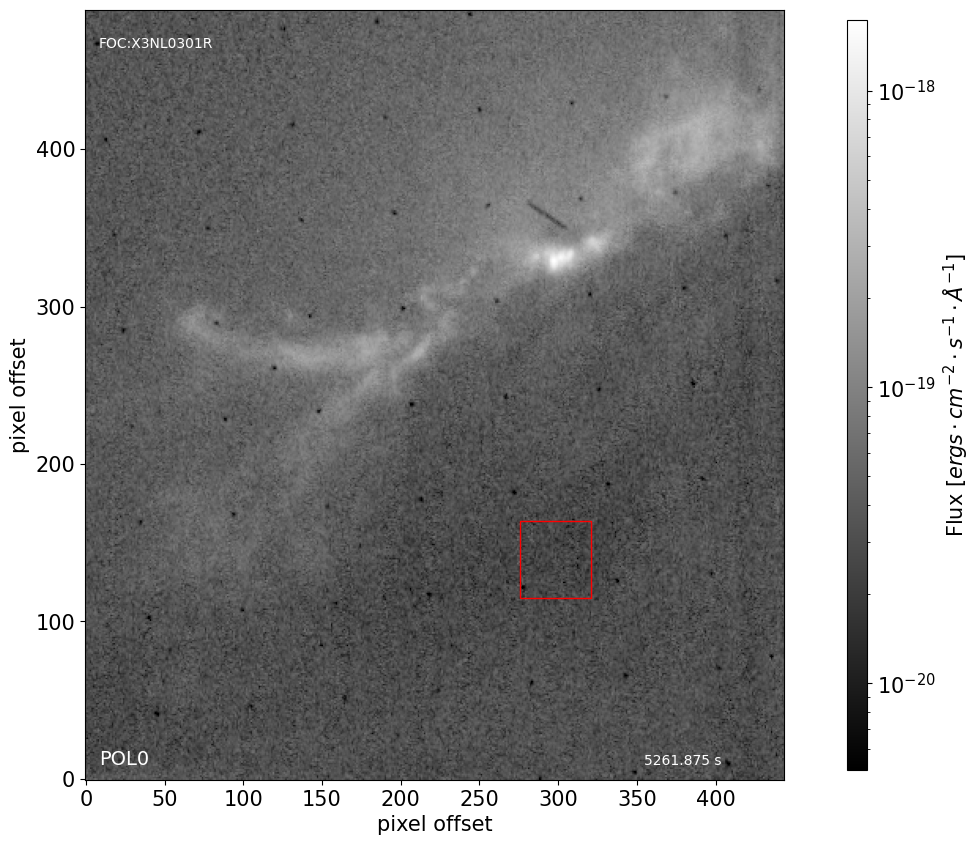 FOC:X3NL0301R
POL0
5261.875 s
400
300
200
100
0
pixel offset
0 50 100 150 200 250 300 350 400
pixel offset
10⁻¹⁸
10⁻¹⁹
10⁻²⁰
Flux [ergs · cm⁻² · s⁻¹ · Å⁻¹]